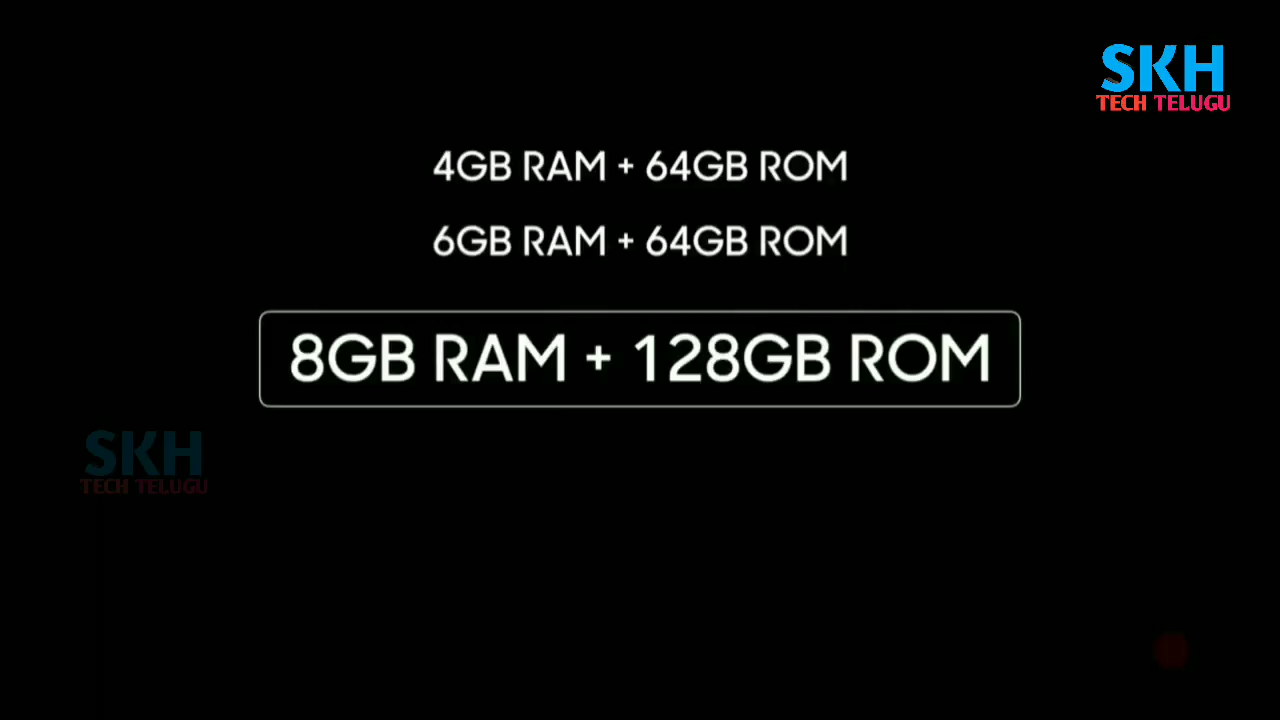 SKH
TECH TELUGU
4GB RAM + 64GB ROM
6GB RAM + 64GB ROM
8GB RAM + 128GB ROM
SKH
TECH TELUGU